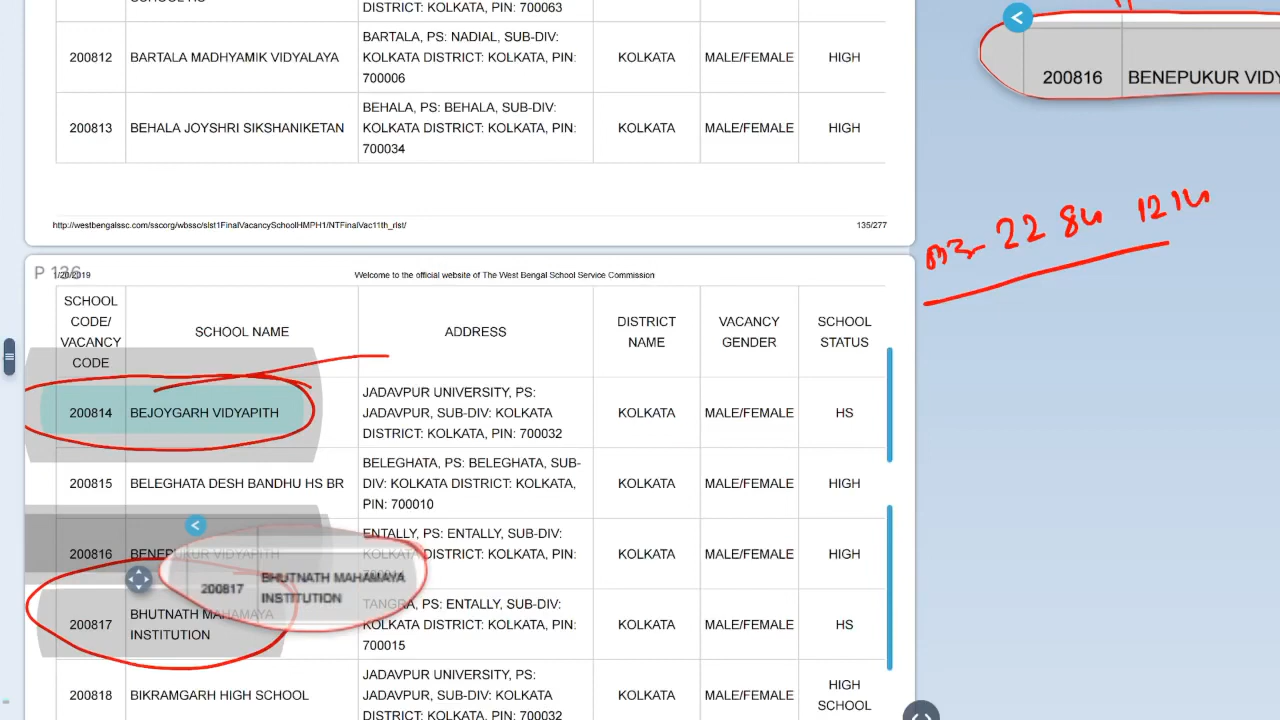 SCHOOL HS
DISTRICT: KOLKATA, PIN: 700063
200812 BARTALA MADHYAMIK VIDYALAYA BARTALA, PS: NADIAL, SUB-DIV: KOLKATA MALE/FEMALE HIGH
KOLKATA DISTRICT: KOLKATA, PIN:
700006
200813 BEHALA JOYSHRI SIKSHANIKETAN BEHALA, PS: BEHALA, SUB-DIV: KOLKATA MALE/FEMALE HIGH
KOLKATA DISTRICT: KOLKATA, PIN:
700034
http://westbengalssc.com/sscorg/wbssc/slst1FinalVacancySchoolHMPH1/NTFinalVac11th_rlst/ 135/277
P 136
1/20/2019 Welcome to the official website of The West Bengal School Service Commission
SCHOOL
CODE/
VACANCY
CODE
SCHOOL NAME
ADDRESS
DISTRICT
NAME
VACANCY
GENDER
SCHOOL
STATUS
200814 BEJOYGARH VIDYAPITH JADAVPUR UNIVERSITY, PS: KOLKATA MALE/FEMALE HS
JADAVPUR, SUB-DIV: KOLKATA
DISTRICT: KOLKATA, PIN: 700032
200815 BELEGHATA DESH BANDHU HS BR BELEGHATA, PS: BELEGHATA, SUB- KOLKATA MALE/FEMALE HIGH
DIV: KOLKATA DISTRICT: KOLKATA,
PIN: 700010
200816 BENEPUKUR VIDYAPITH ENTALLY, PS: ENTALLY, SUB-DIV: KOLKATA MALE/FEMALE HIGH
KOLKATA DISTRICT: KOLKATA, PIN:
200817 BHUTNATH MAHAMAYA
INSTITUTION
200817 BHUTNATH MAHAMAYA
INSTITUTION
TANGRA, PS: ENTALLY, SUB-DIV: KOLKATA MALE/FEMALE HS
KOLKATA DISTRICT: KOLKATA, PIN:
700015
200818 BIKRAMGARH HIGH SCHOOL JADAVPUR UNIVERSITY, PS: KOLKATA MALE/FEMALE HIGH
JADAVPUR, SUB-DIV: KOLKATA SCHOOL
DISTRICT: KOLKATA, PIN: 700032
200816 BENEPUKUR VIDY
22 84 1214